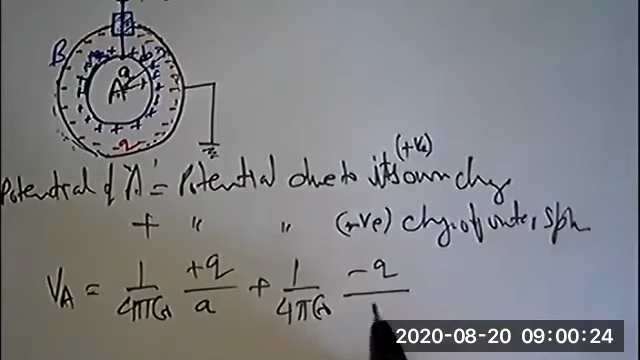 B
a
b
A
q
Potential of 'A' = Potential due to its own chg. (+ve)
+ " " (-ve) chg. of outer sph
V_A = 1/4πε₀ +q/a + 1/4πε₀ -q/
2020-08-20 09:00:24